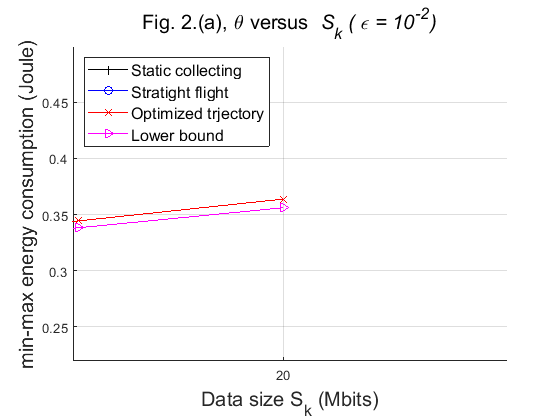 Fig. 2.(a), θ versus S_k ( ϵ = 10^-2)
Static collecting
Stratight flight
Optimized trjectory
Lower bound
min-max energy consumption (Joule)
0.45
0.4
0.35
0.3
0.25
20
Data size S_k (Mbits)